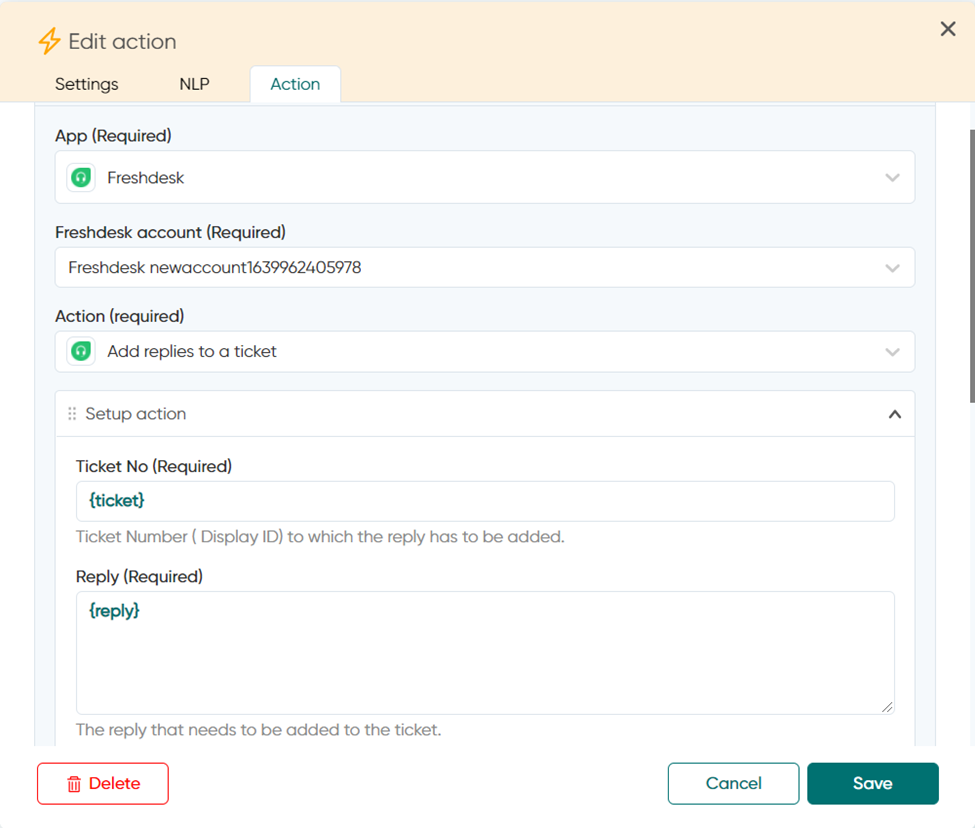 Edit action
Settings NLP Action
App (Required)
Freshdesk
Freshdesk account (Required)
Freshdesk newaccount1639962405978
Action (required)
Add replies to a ticket
Setup action
Ticket No (Required)
{ticket}
Ticket Number ( Display ID) to which the reply has to be added.
Reply (Required)
{reply}
The reply that needs to be added to the ticket.
Delete Cancel Save